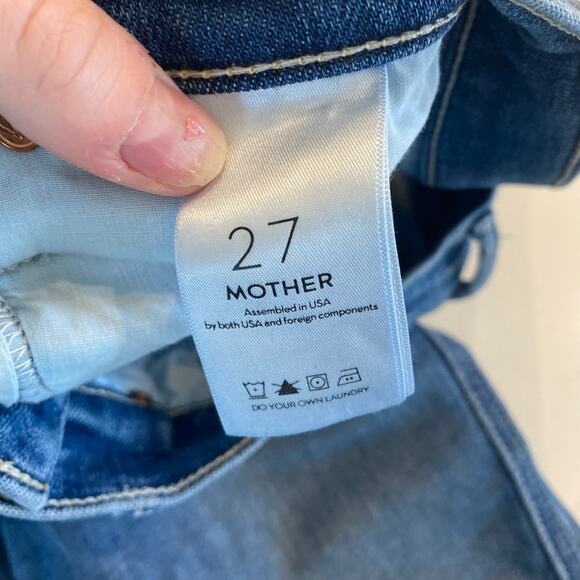 27
MOTHER
Assembled in USA
by both USA and foreign components
DO YOUR OWN LAUNDRY